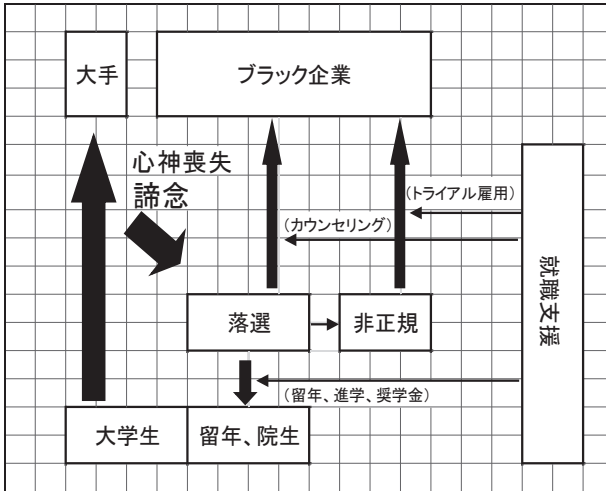 大手
ブラック企業
心神喪失
諦念
(トライアル雇用)
(カウンセリング)
就職支援
落選
非正規
(留年、進学、奨学金)
大学生
留年、院生